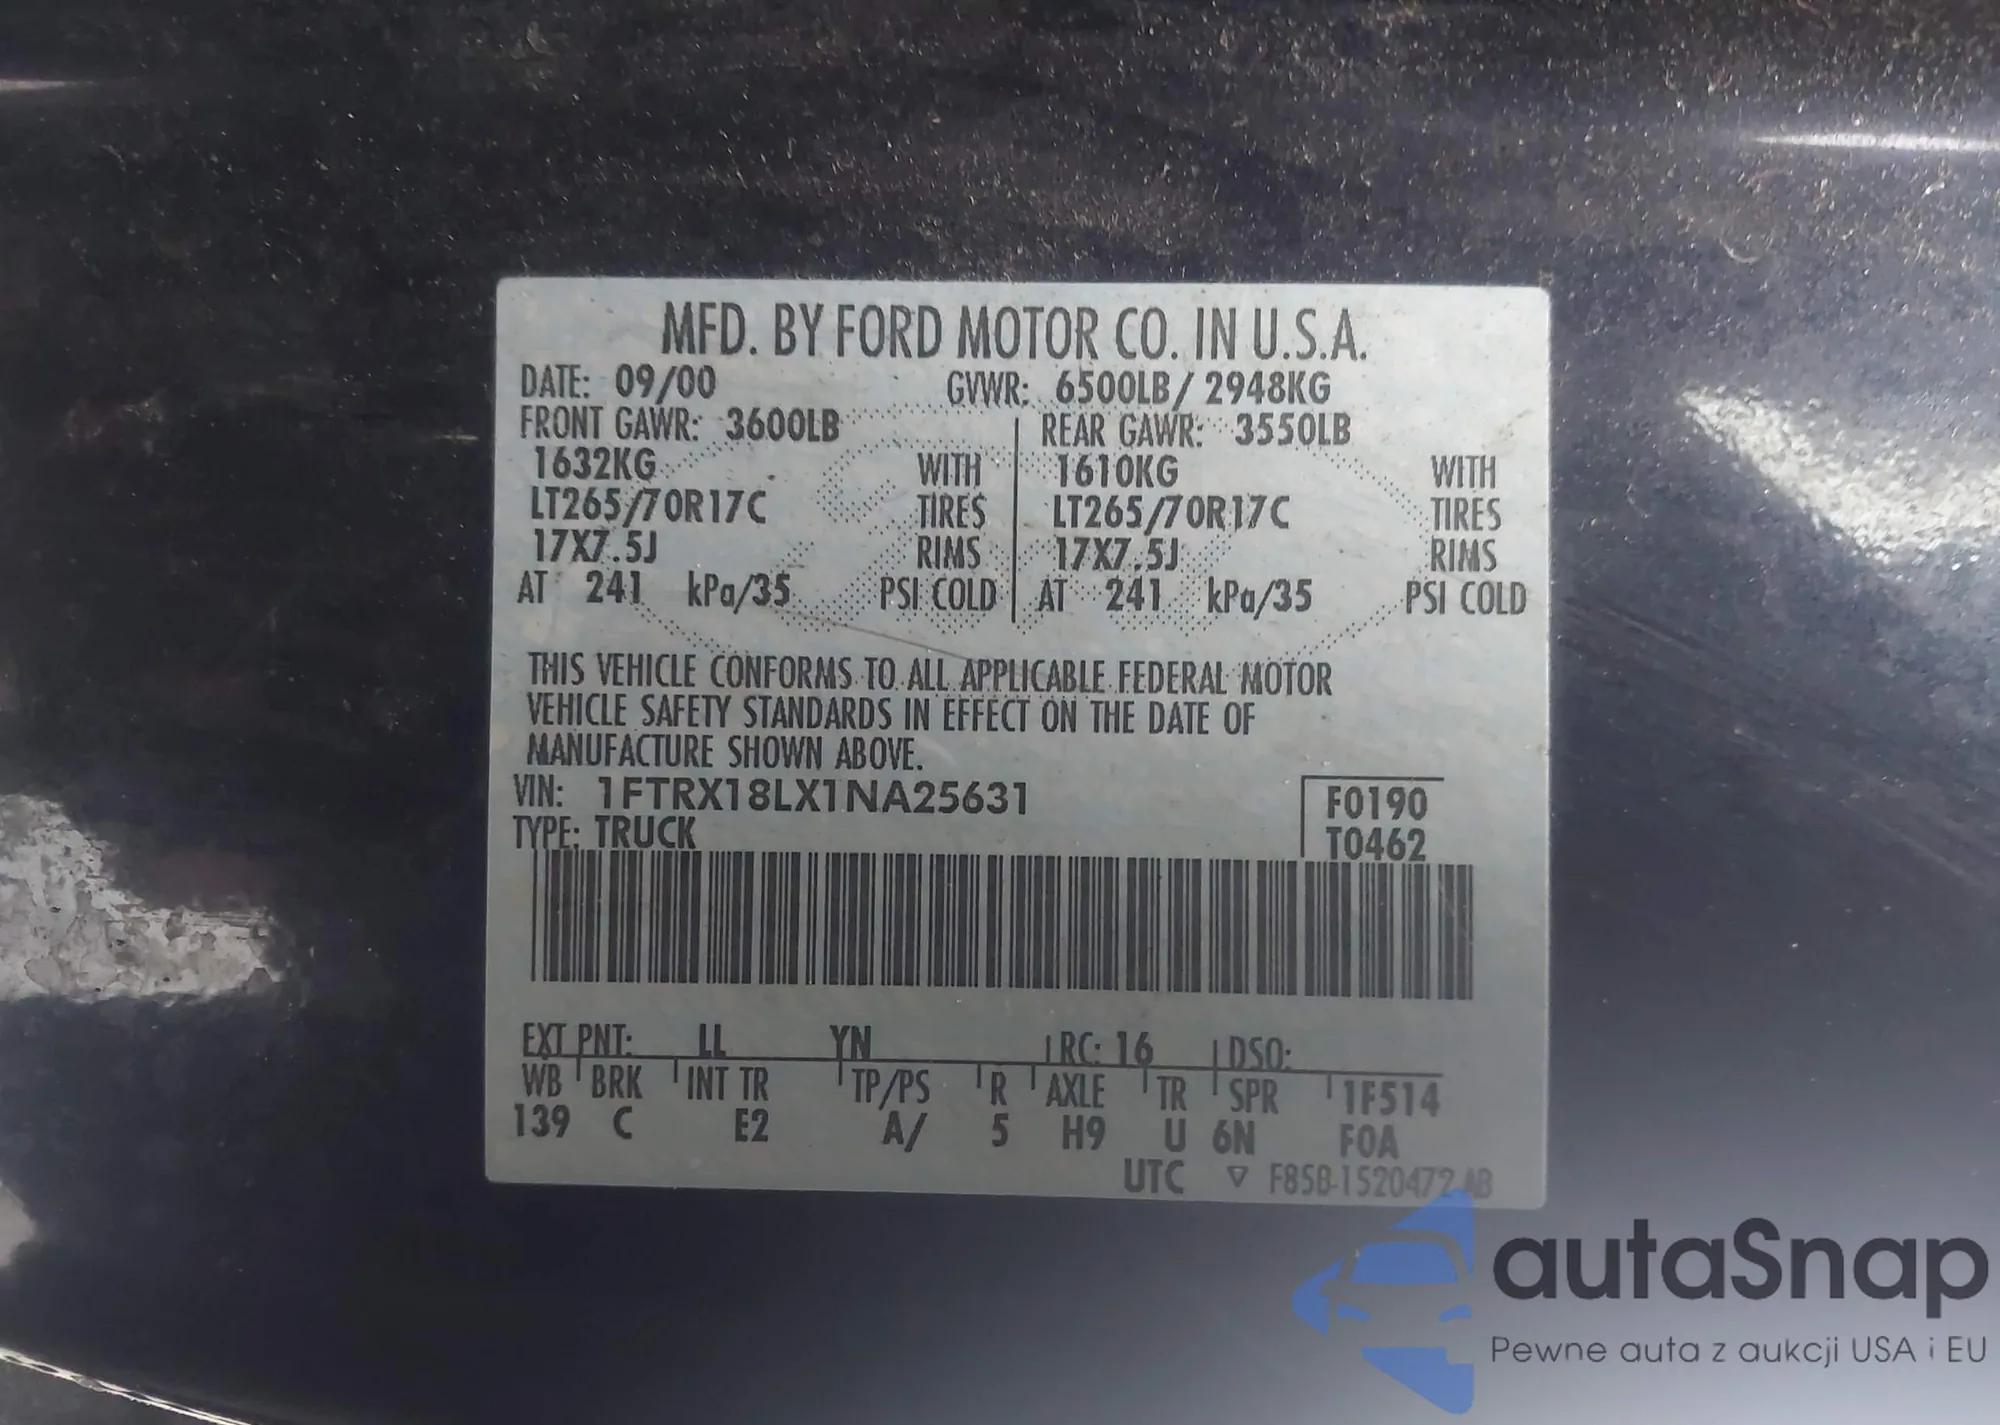 MFD. BY FORD MOTOR CO. IN U.S.A.
DATE: 09/00 GVWR: 6500LB/ 2948KG
FRONT GAWR: 3600LB REAR GAWR: 3550LB
1632KG WITH 1610KG WITH
LT265/70R17C TIRES LT265/70R17C TIRES
17X7.5J RIMS 17X7.5J RIMS
AT 241 kPa/35 PSI COLD AT 241 kPa/35 PSI COLD
THIS VEHICLE CONFORMS TO ALL APPLICABLE FEDERAL MOTOR
VEHICLE SAFETY STANDARDS IN EFFECT ON THE DATE OF
MANUFACTURE SHOWN ABOVE.
VIN: 1FTRX18LX1NA25631 F0190
TYPE: TRUCK T0462
EXT PNT: LL YN RC: 16 DSO:
WB BRK INT TR TP/PS R AXLE TR SPR 1F514
139 C E2 A/ 5 H9 U 6N F0A
UTC ▽ F85B-1520472-AB
autaSnap
Pewne auta z aukcji USA i EU